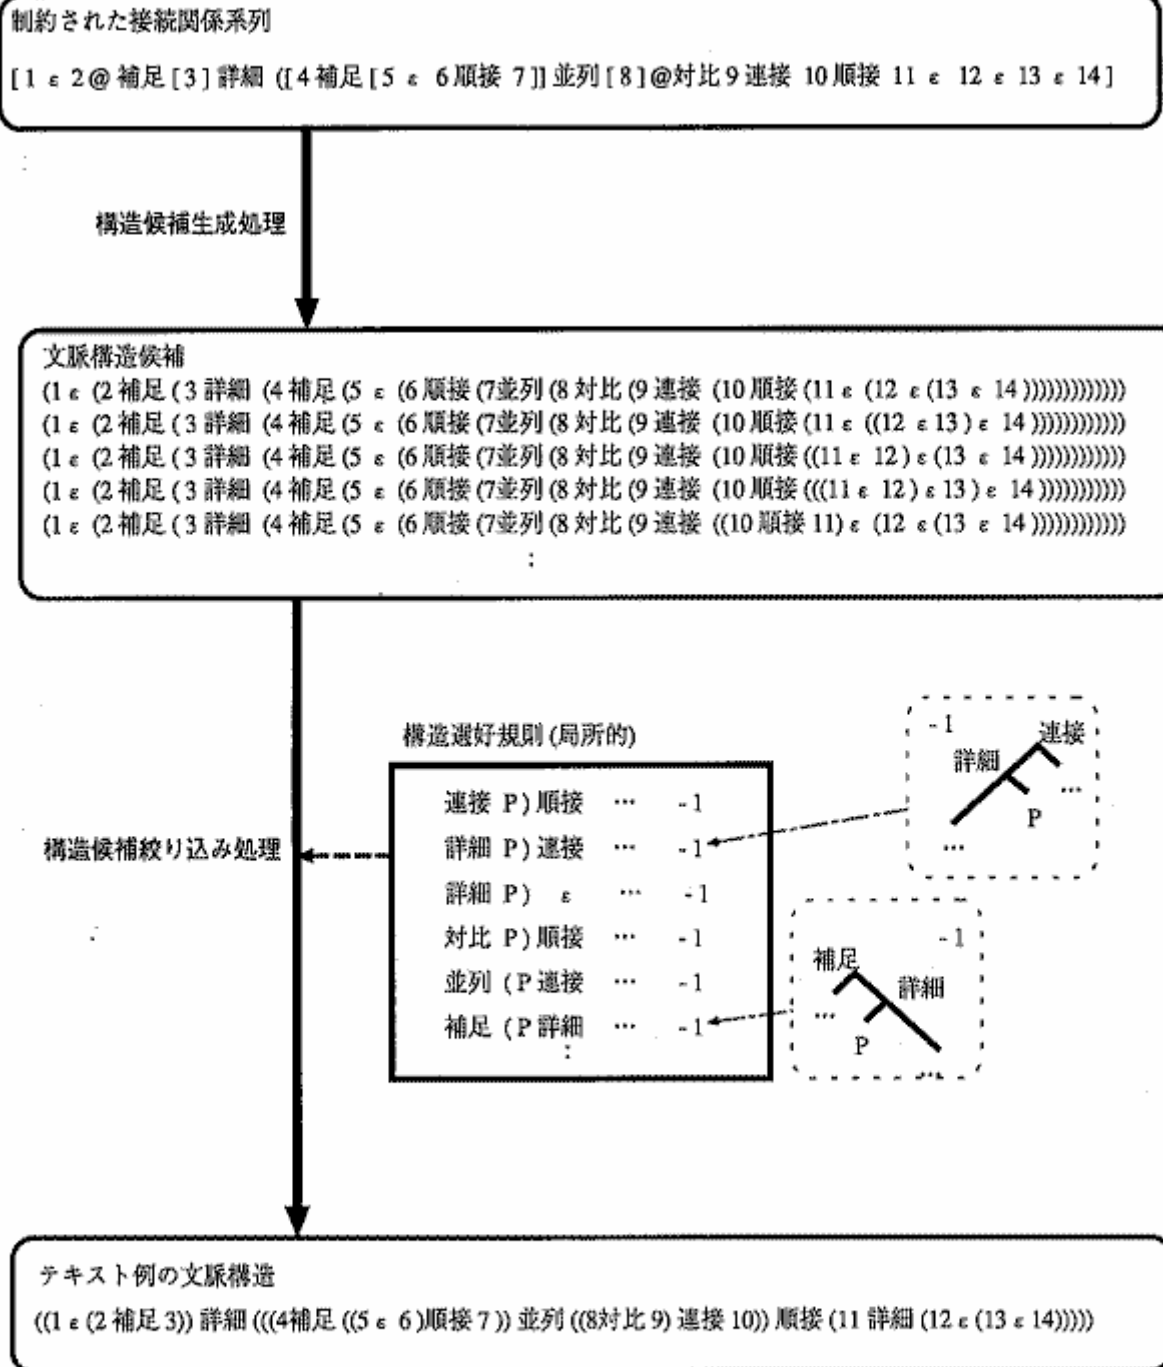 制約された接続関係系列
[ 1 ε 2@ 補足 [ 3 ] 詳細 ([ 4 補足 [ 5 ε 6 順接 7 ]] 並列 [ 8 ] @対比 9 連接 10 順接 11 ε 12 ε 13 ε 14 ]
構造候補生成処理
文脈構造候補
(1 ε (2 補足 ( 3 詳細 (4 補足 (5 ε (6 順接 (7並列 (8 対比 (9 連接 (10 順接 (11 ε (12 ε (13 ε 14 )))))))))))))
(1 ε (2 補足 ( 3 詳細 (4 補足 (5 ε (6 順接 (7並列 (8 対比 (9 連接 (10 順接 (11 ε ((12 ε 13 ) ε 14 ))))))))))))
(1 ε (2 補足 ( 3 詳細 (4 補足 (5 ε (6 順接 (7並列 (8 対比 (9 連接 (10 順接 ((11 ε 12) ε (13 ε 14 ))))))))))))
(1 ε (2 補足 ( 3 詳細 (4 補足 (5 ε (6 順接 (7並列 (8 対比 (9 連接 (10 順接 (((11 ε 12) ε 13 ) ε 14 )))))))))))
(1 ε (2 補足 ( 3 詳細 (4 補足 (5 ε (6 順接 (7並列 (8 対比 (9 連接 ((10 順接 11) ε (12 ε (13 ε 14 ))))))))))))
:
構造選好規則 (局所的)
連接 P ) 順接 … - 1
詳細 P ) 連接 … - 1
詳細 P ) ε … - 1
対比 P ) 順接 … - 1
並列 ( P 連接 … - 1
補足 ( P 詳細 … - 1
:
構造候補絞り込み処理
- 1
連接
詳細
…
P
…
- 1
補足
詳細
…
P
…
テキスト例の文脈構造
((1 ε (2 補足 3)) 詳細 (((4補足 ((5 ε 6 )順接 7 )) 並列 ((8対比 9) 連接 10)) 順接 (11 詳細 (12 ε (13 ε 14)))))